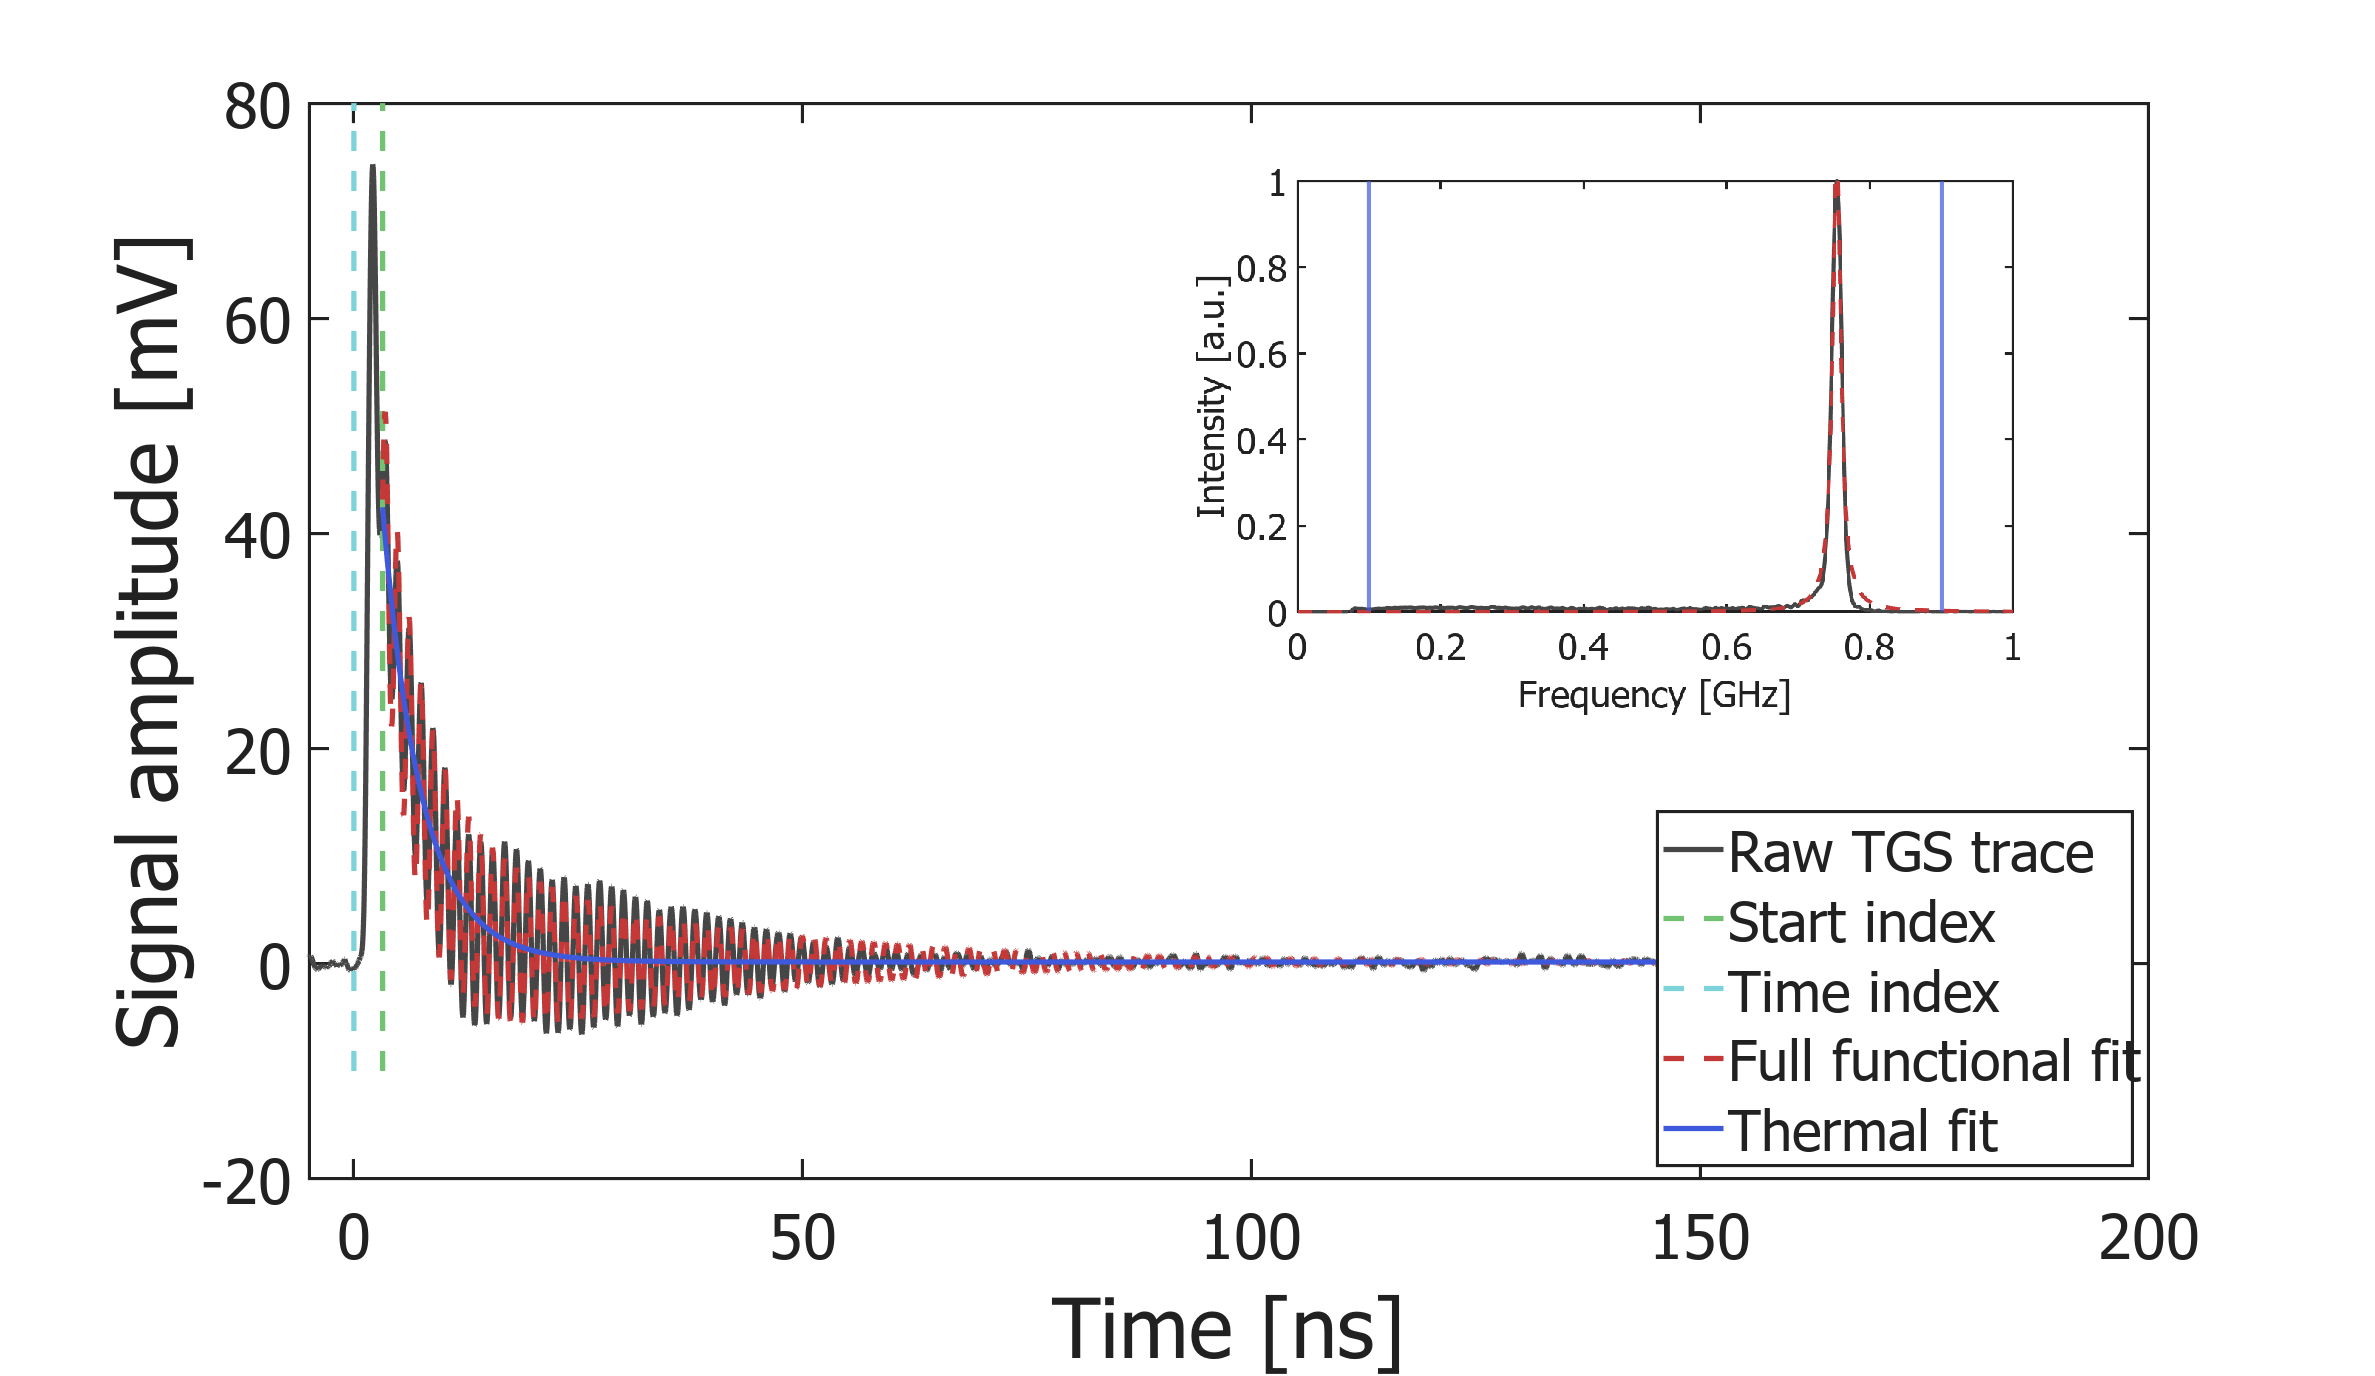 80
60
40
20
0
-20
Signal amplitude [mV]
0
50
100
150
200
Time [ns]
1
0.8
0.6
0.4
0.2
0
Intensity [a.u.]
0
0.2
0.4
0.6
0.8
1
Frequency [GHz]
Raw TGS trace
Start index
Time index
Full functional fit
Thermal fit